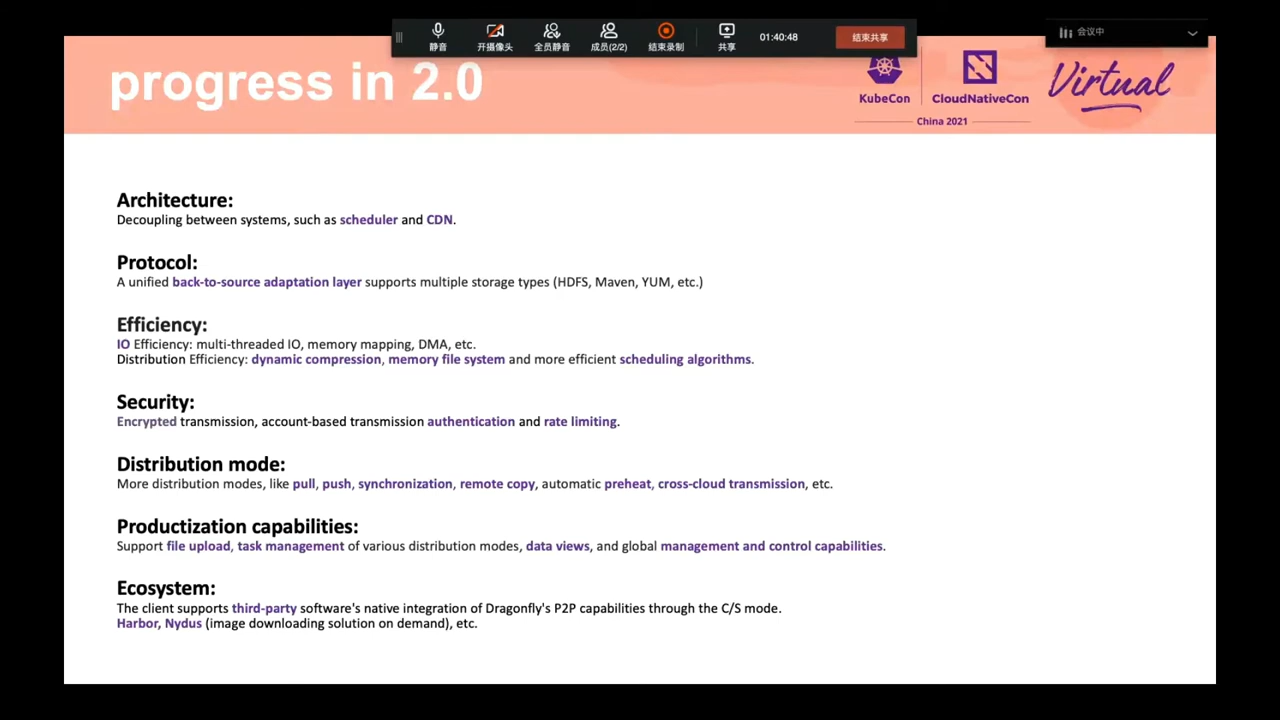 静音
开摄像头
全员静音
成员(2/2)
结束录制
共享
01:40:48
结束共享
会议中
progress in 2.0
KubeCon
CloudNativeCon
China 2021
Virtual
Architecture:
Decoupling between systems, such as scheduler and CDN.
Protocol:
A unified back-to-source adaptation layer supports multiple storage types (HDFS, Maven, YUM, etc.)
Efficiency:
IO Efficiency: multi-threaded IO, memory mapping, DMA, etc.
Distribution Efficiency: dynamic compression, memory file system and more efficient scheduling algorithms.
Security:
Encrypted transmission, account-based transmission authentication and rate limiting.
Distribution mode:
More distribution modes, like pull, push, synchronization, remote copy, automatic preheat, cross-cloud transmission, etc.
Productization capabilities:
Support file upload, task management of various distribution modes, data views, and global management and control capabilities.
Ecosystem:
The client supports third-party software's native integration of Dragonfly's P2P capabilities through the C/S mode.
Harbor, Nydus (image downloading solution on demand), etc.